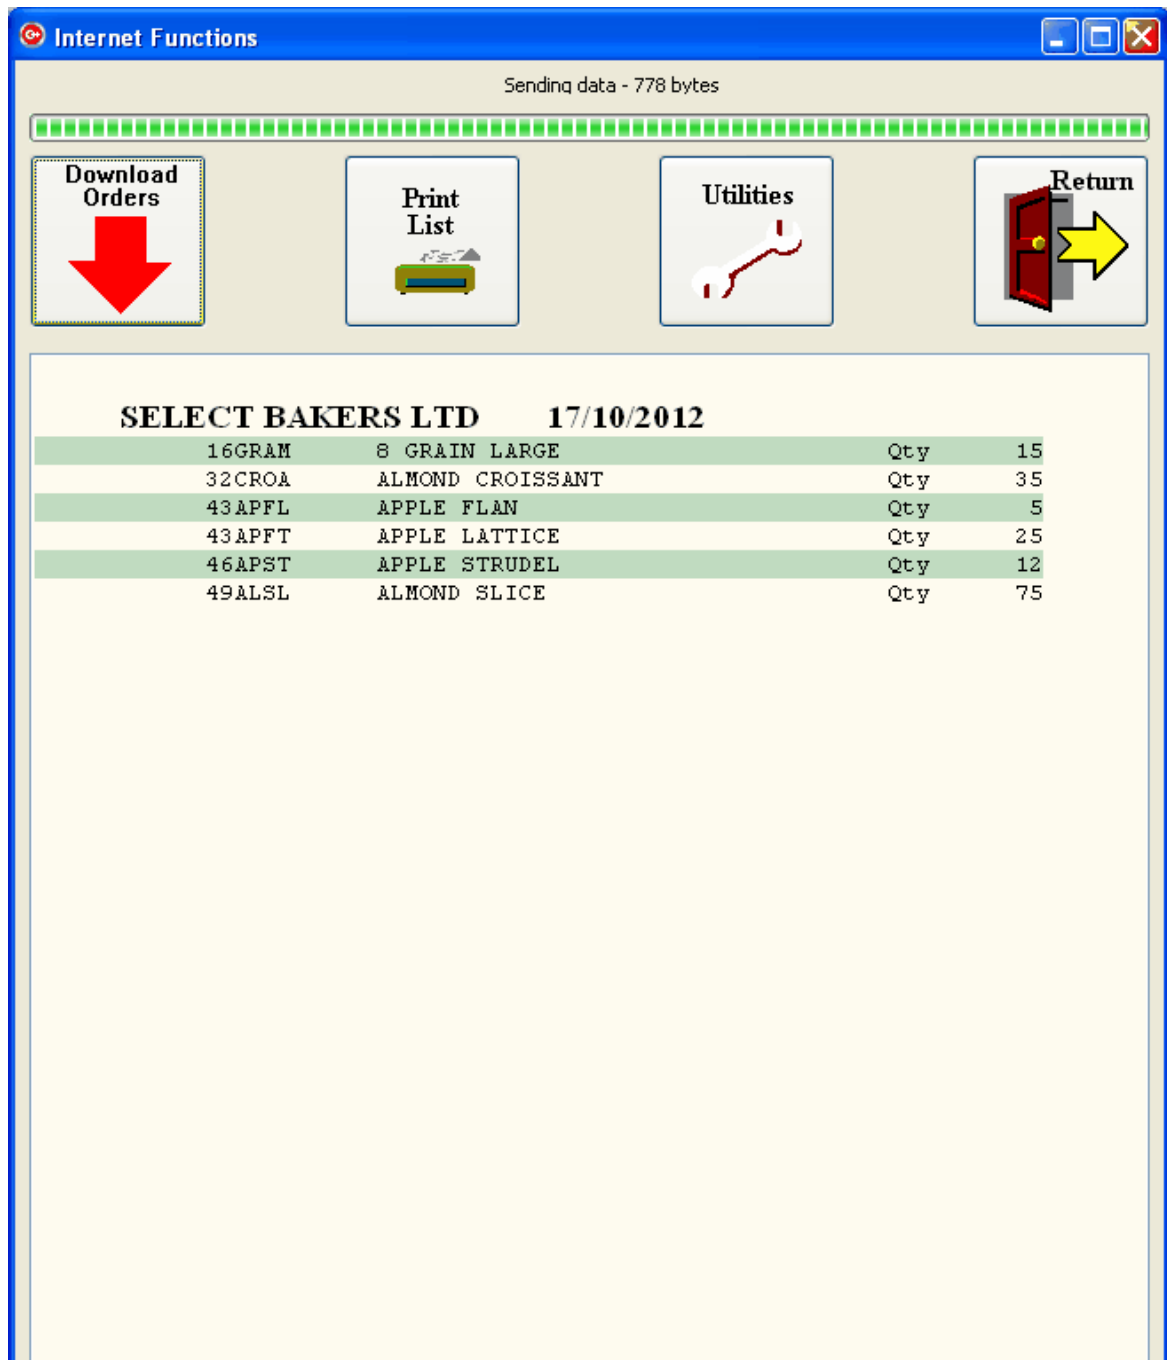 Internet Functions
Sending data - 778 bytes
Download
Orders
Print
List
Utilities
Return
SELECT BAKERS LTD 17/10/2012
16GRAM 8 GRAIN LARGE Qty 15
32CROA ALMOND CROISSANT Qty 35
43APFL APPLE FLAN Qty 5
43APFT APPLE LATTICE Qty 25
46APST APPLE STRUDEL Qty 12
49ALSL ALMOND SLICE Qty 75